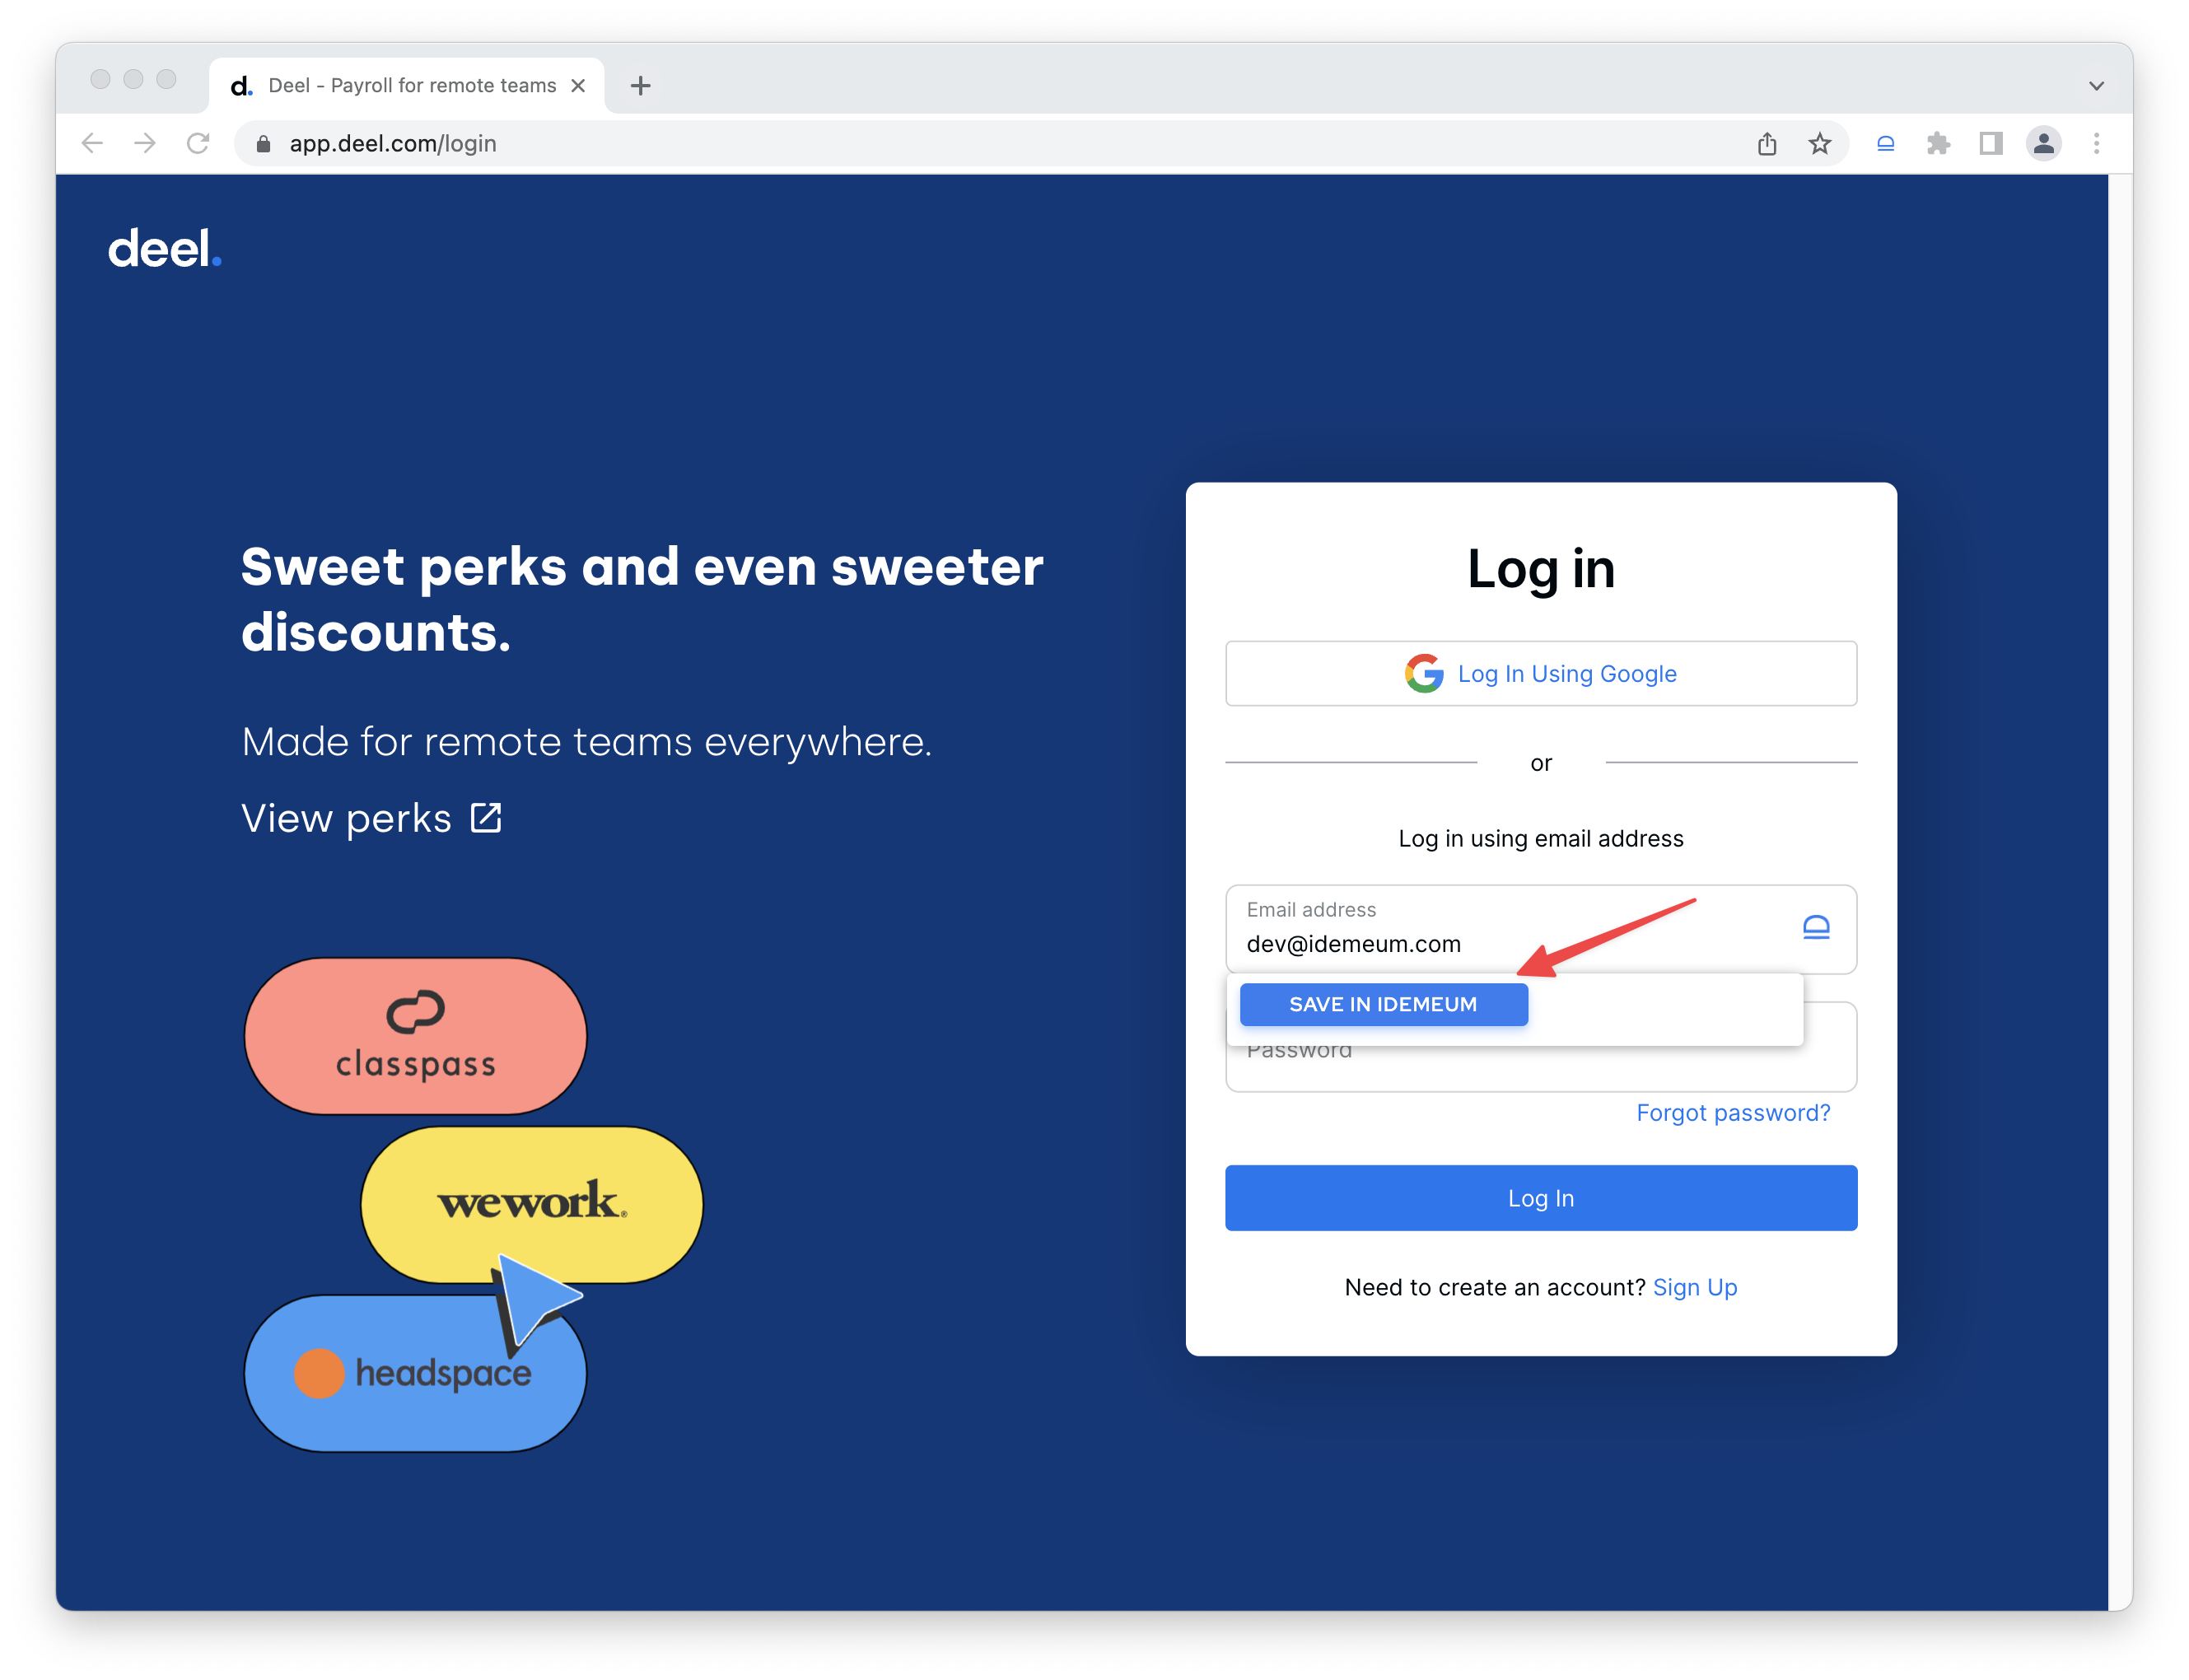 d. Deel - Payroll for remote teams
app.deel.com/login
deel.
Sweet perks and even sweeter
discounts.
Made for remote teams everywhere.
View perks
classpass
wework®
headspace
Log in
Log In Using Google
or
Log in using email address
Email address
dev@idemeum.com
SAVE IN IDEMEUM
Password
Forgot password?
Log In
Need to create an account? Sign Up